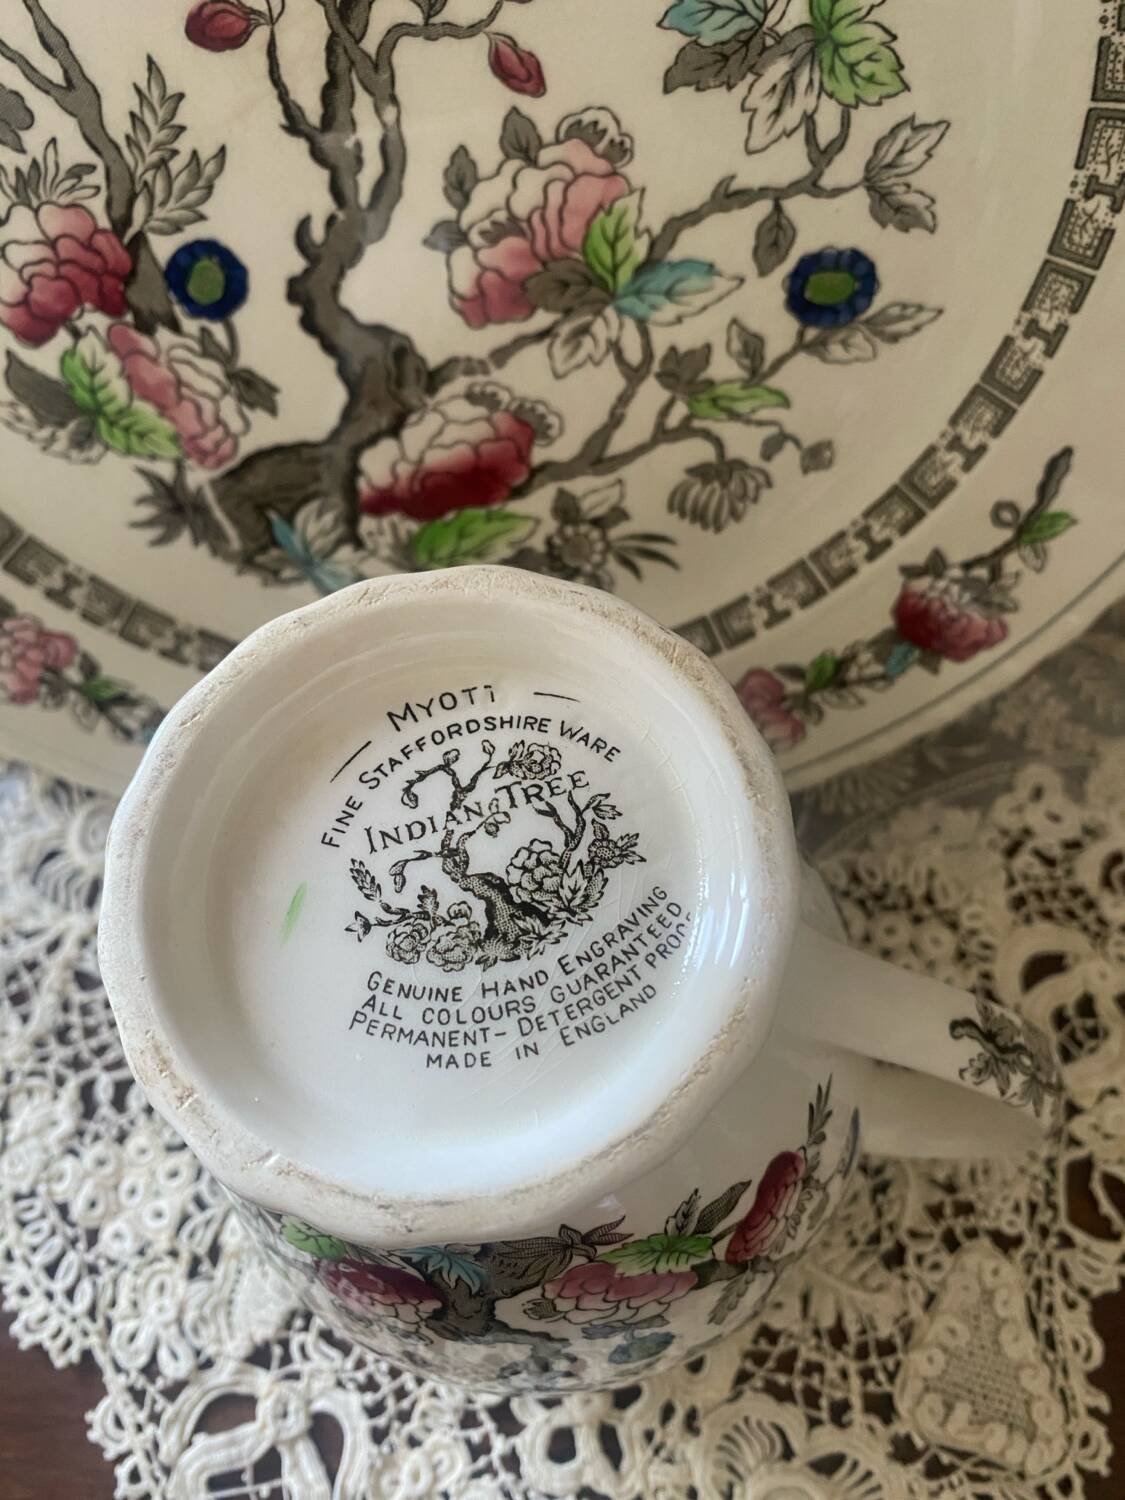 MYOTT
FINE STAFFORDSHIRE WARE
INDIAN TREE
GENUINE HAND ENGRAVING
ALL COLOURS GUARANTEED
PERMANENT-DETERGENT PROOF
MADE IN ENGLAND